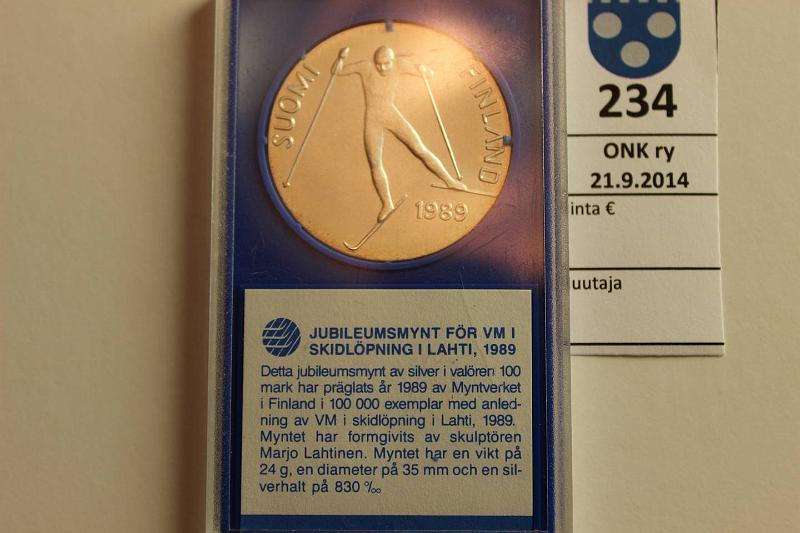 SUOMI
FINLAND
1989
234
ONK ry
21.9.2014
inta €
uutaja
JUBILEUMSMYNT FÖR VM I
SKIDLÖPNING I LAHTI, 1989
Detta jubileumsmynt av silver i valören 100
mark har präglats år 1989 av Myntverket
i Finland i 100 000 exemplar med anled-
ning av VM i skidlöpning i Lahti, 1989.
Myntet har formgivits av skulptören
Marjo Lahtinen. Myntet har en vikt på
24 g, en diameter på 35 mm och en sil-
verhalt på 830 ‰